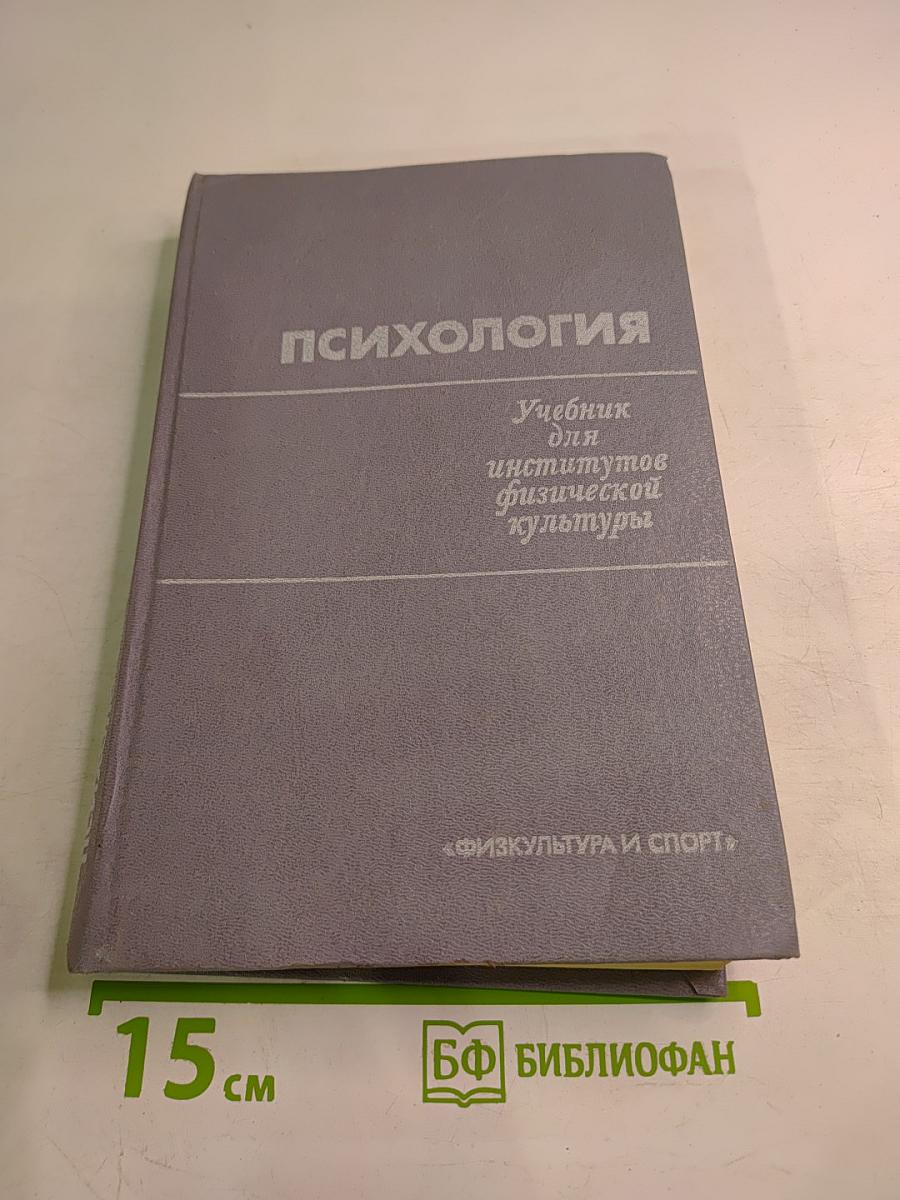 ПСИХОЛОГИЯ
Учебник
для
институтов
физической
культуры
«ФИЗКУЛЬТУРА И СПОРТ»
15 см
БФ БИБЛИОФАН